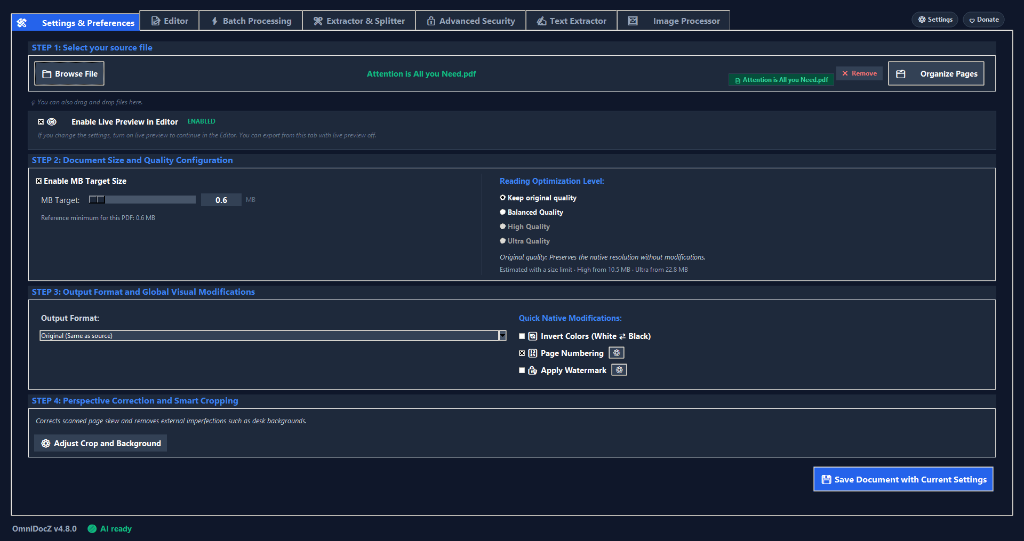 Settings & Preferences
Editor
Batch Processing
Extractor & Splitter
Advanced Security
Text Extractor
Image Processor
Settings
Donate
STEP 1: Select your source file
Browse File
Attention is All you Need.pdf
Attention is All you Need.pdf
Remove
Organize Pages
You can also drag and drop files here.
Enable Live Preview in Editor ENABLED
If you change the settings, turn on live preview to continue in the Editor. You can export from this tab with live preview off.
STEP 2: Document Size and Quality Configuration
Enable MB Target Size
MB Target: 0.6 MB
Reference minimum for this PDF: 0.6 MB
Reading Optimization Level:
Keep original quality
Balanced Quality
High Quality
Ultra Quality
Original quality: Preserves the native resolution without modifications.
Estimated with a size limit · High from 10.5 MB · Ultra from 22.8 MB
STEP 3: Output Format and Global Visual Modifications
Output Format:
Original (Same as source)
Quick Native Modifications:
Invert Colors (White ⇄ Black)
Page Numbering
Apply Watermark
STEP 4: Perspective Correction and Smart Cropping
Corrects scanned page skew and removes external imperfections such as desk backgrounds.
Adjust Crop and Background
Save Document with Current Settings
OmniDocZ v4.8.0
AI ready